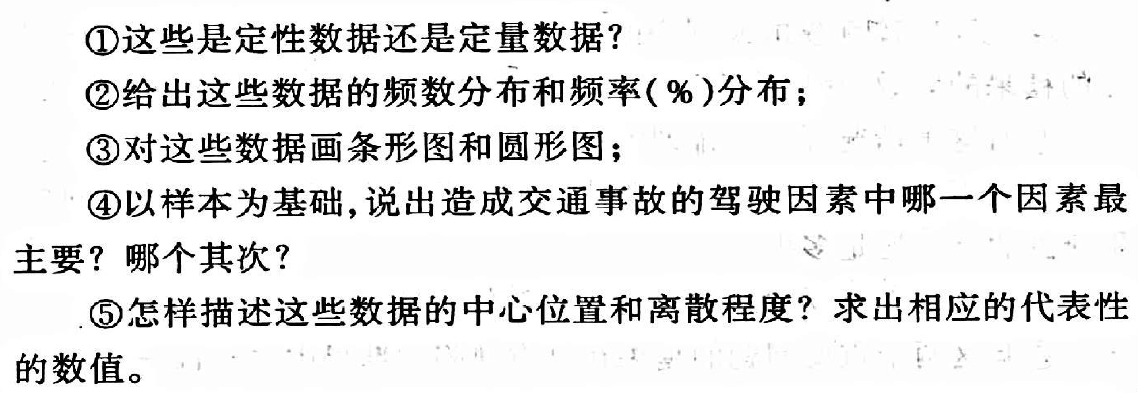 ①这些是定性数据还是定量数据?
②给出这些数据的频数分布和频率(%)分布;
③对这些数据画条形图和圆形图;
④以样本为基础,说出造成交通事故的驾驶因素中哪一个因素最
主要? 哪个其次?
⑤怎样描述这些数据的中心位置和离散程度? 求出相应的代表性
的数值。